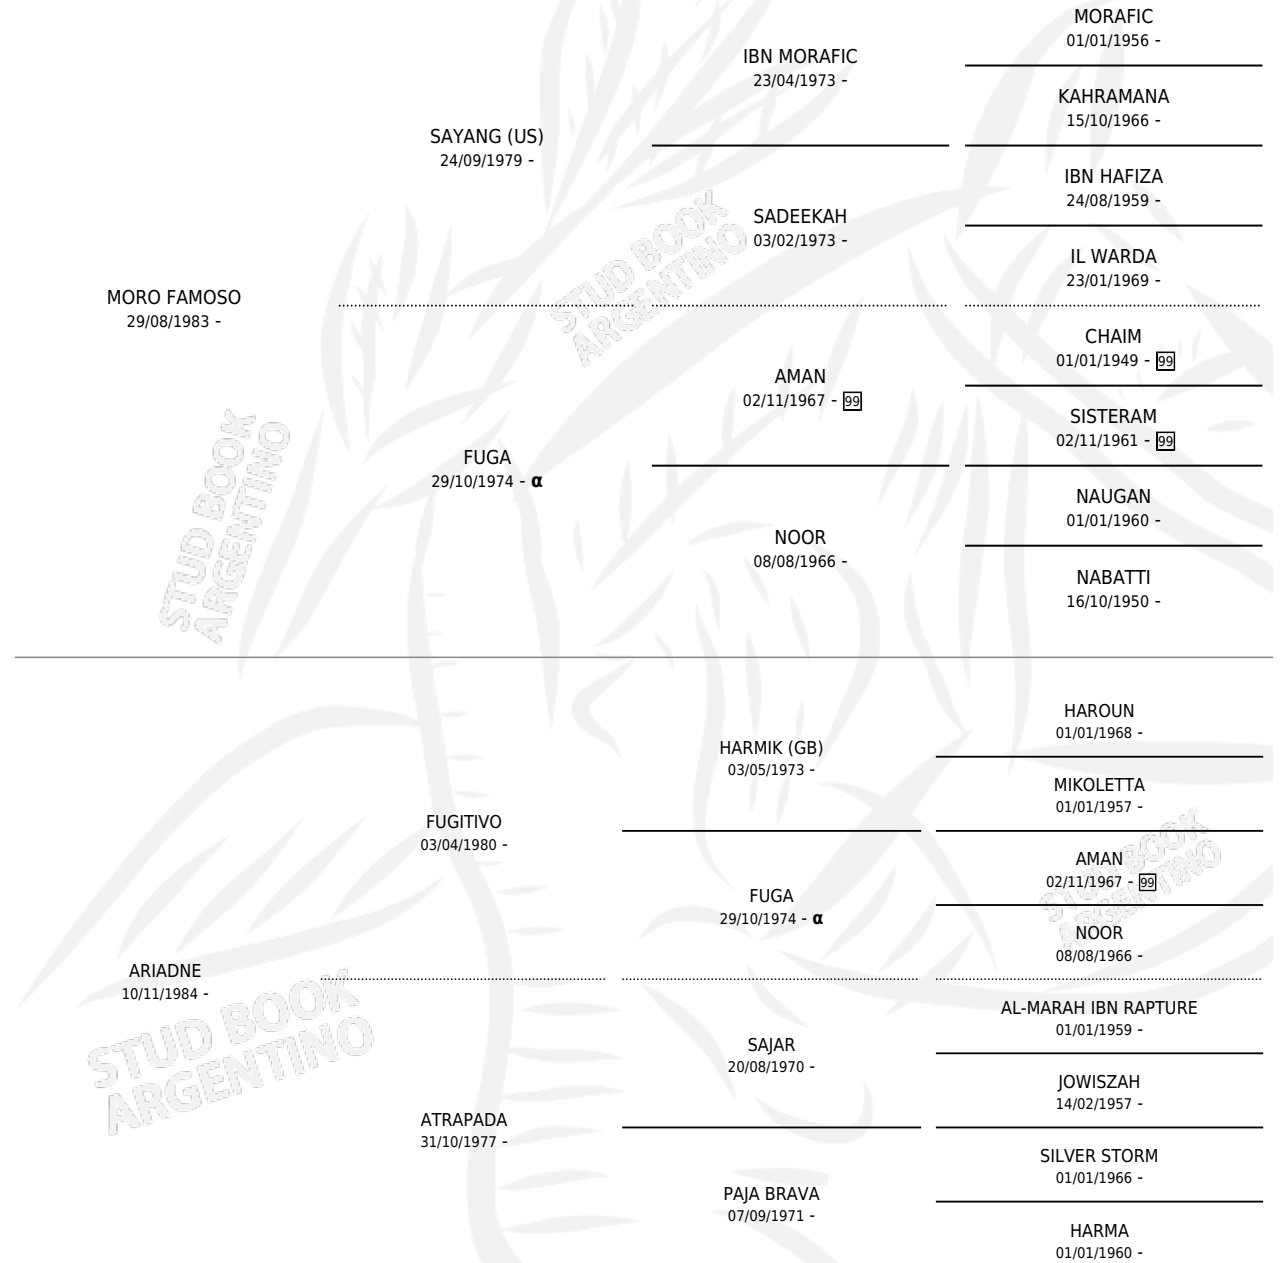 MORO FAMOSO
29/08/1983 -
SAYANG (US)
24/09/1979 -
IBN MORAFIC
23/04/1973 -
MORAFIC
01/01/1956 -
KAHRAMANA
15/10/1966 -
SADEEKAH
03/02/1973 -
IBN HAFIZA
24/08/1959 -
IL WARDA
23/01/1969 -
FUGA
29/10/1974 - α
AMAN
02/11/1967 - 99
CHAIM
01/01/1949 - 99
SISTERAM
02/11/1961 - 99
NOOR
08/08/1966 -
NAUGAN
01/01/1960 -
NABATTI
16/10/1950 -
ARIADNE
10/11/1984 -
FUGITIVO
03/04/1980 -
HARMIK (GB)
03/05/1973 -
HAROUN
01/01/1968 -
MIKOLETTA
01/01/1957 -
FUGA
29/10/1974 - α
AMAN
02/11/1967 - 99
NOOR
08/08/1966 -
ATRAPADA
31/10/1977 -
SAJAR
20/08/1970 -
AL-MARAH IBN RAPTURE
01/01/1959 -
JOWISZAH
14/02/1957 -
PAJA BRAVA
07/09/1971 -
SILVER STORM
01/01/1966 -
HARMA
01/01/1960 -
STUD BOOK
ARGENTINO
STUD BOOK
ARGENTINO
STUD BOOK
ARGENTINO
STUD BOOK
ARGENTINO